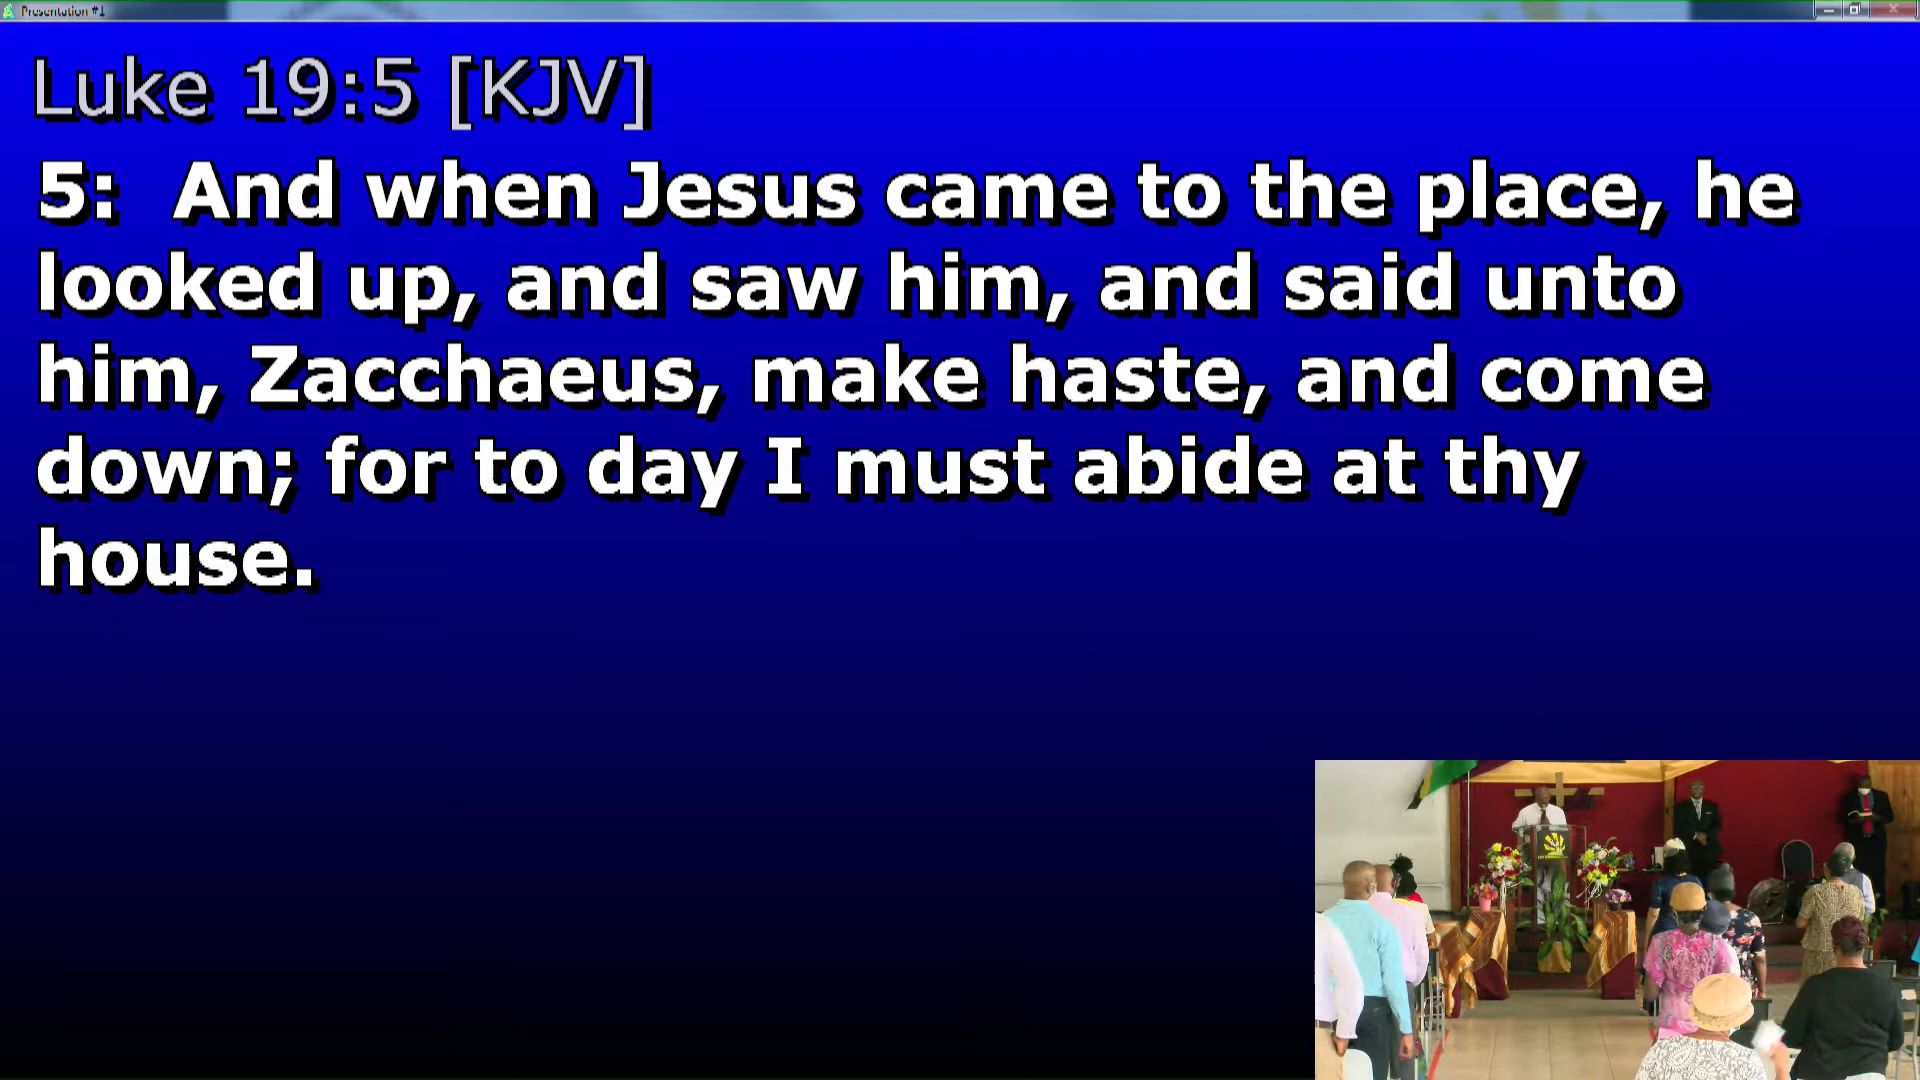 Presentation #1
Luke 19:5 [KJV]
5: And when Jesus came to the place, he
looked up, and saw him, and said unto
him, Zacchaeus, make haste, and come
down; for to day I must abide at thy
house.